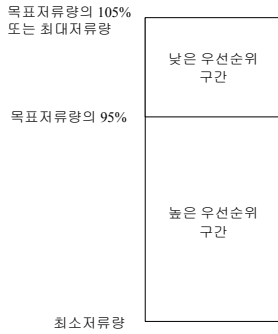 목표저류량의 105%
또는 최대저류량
낮은 우선순위
구간
목표저류량의 95%
높은 우선순위
구간
최소저류량